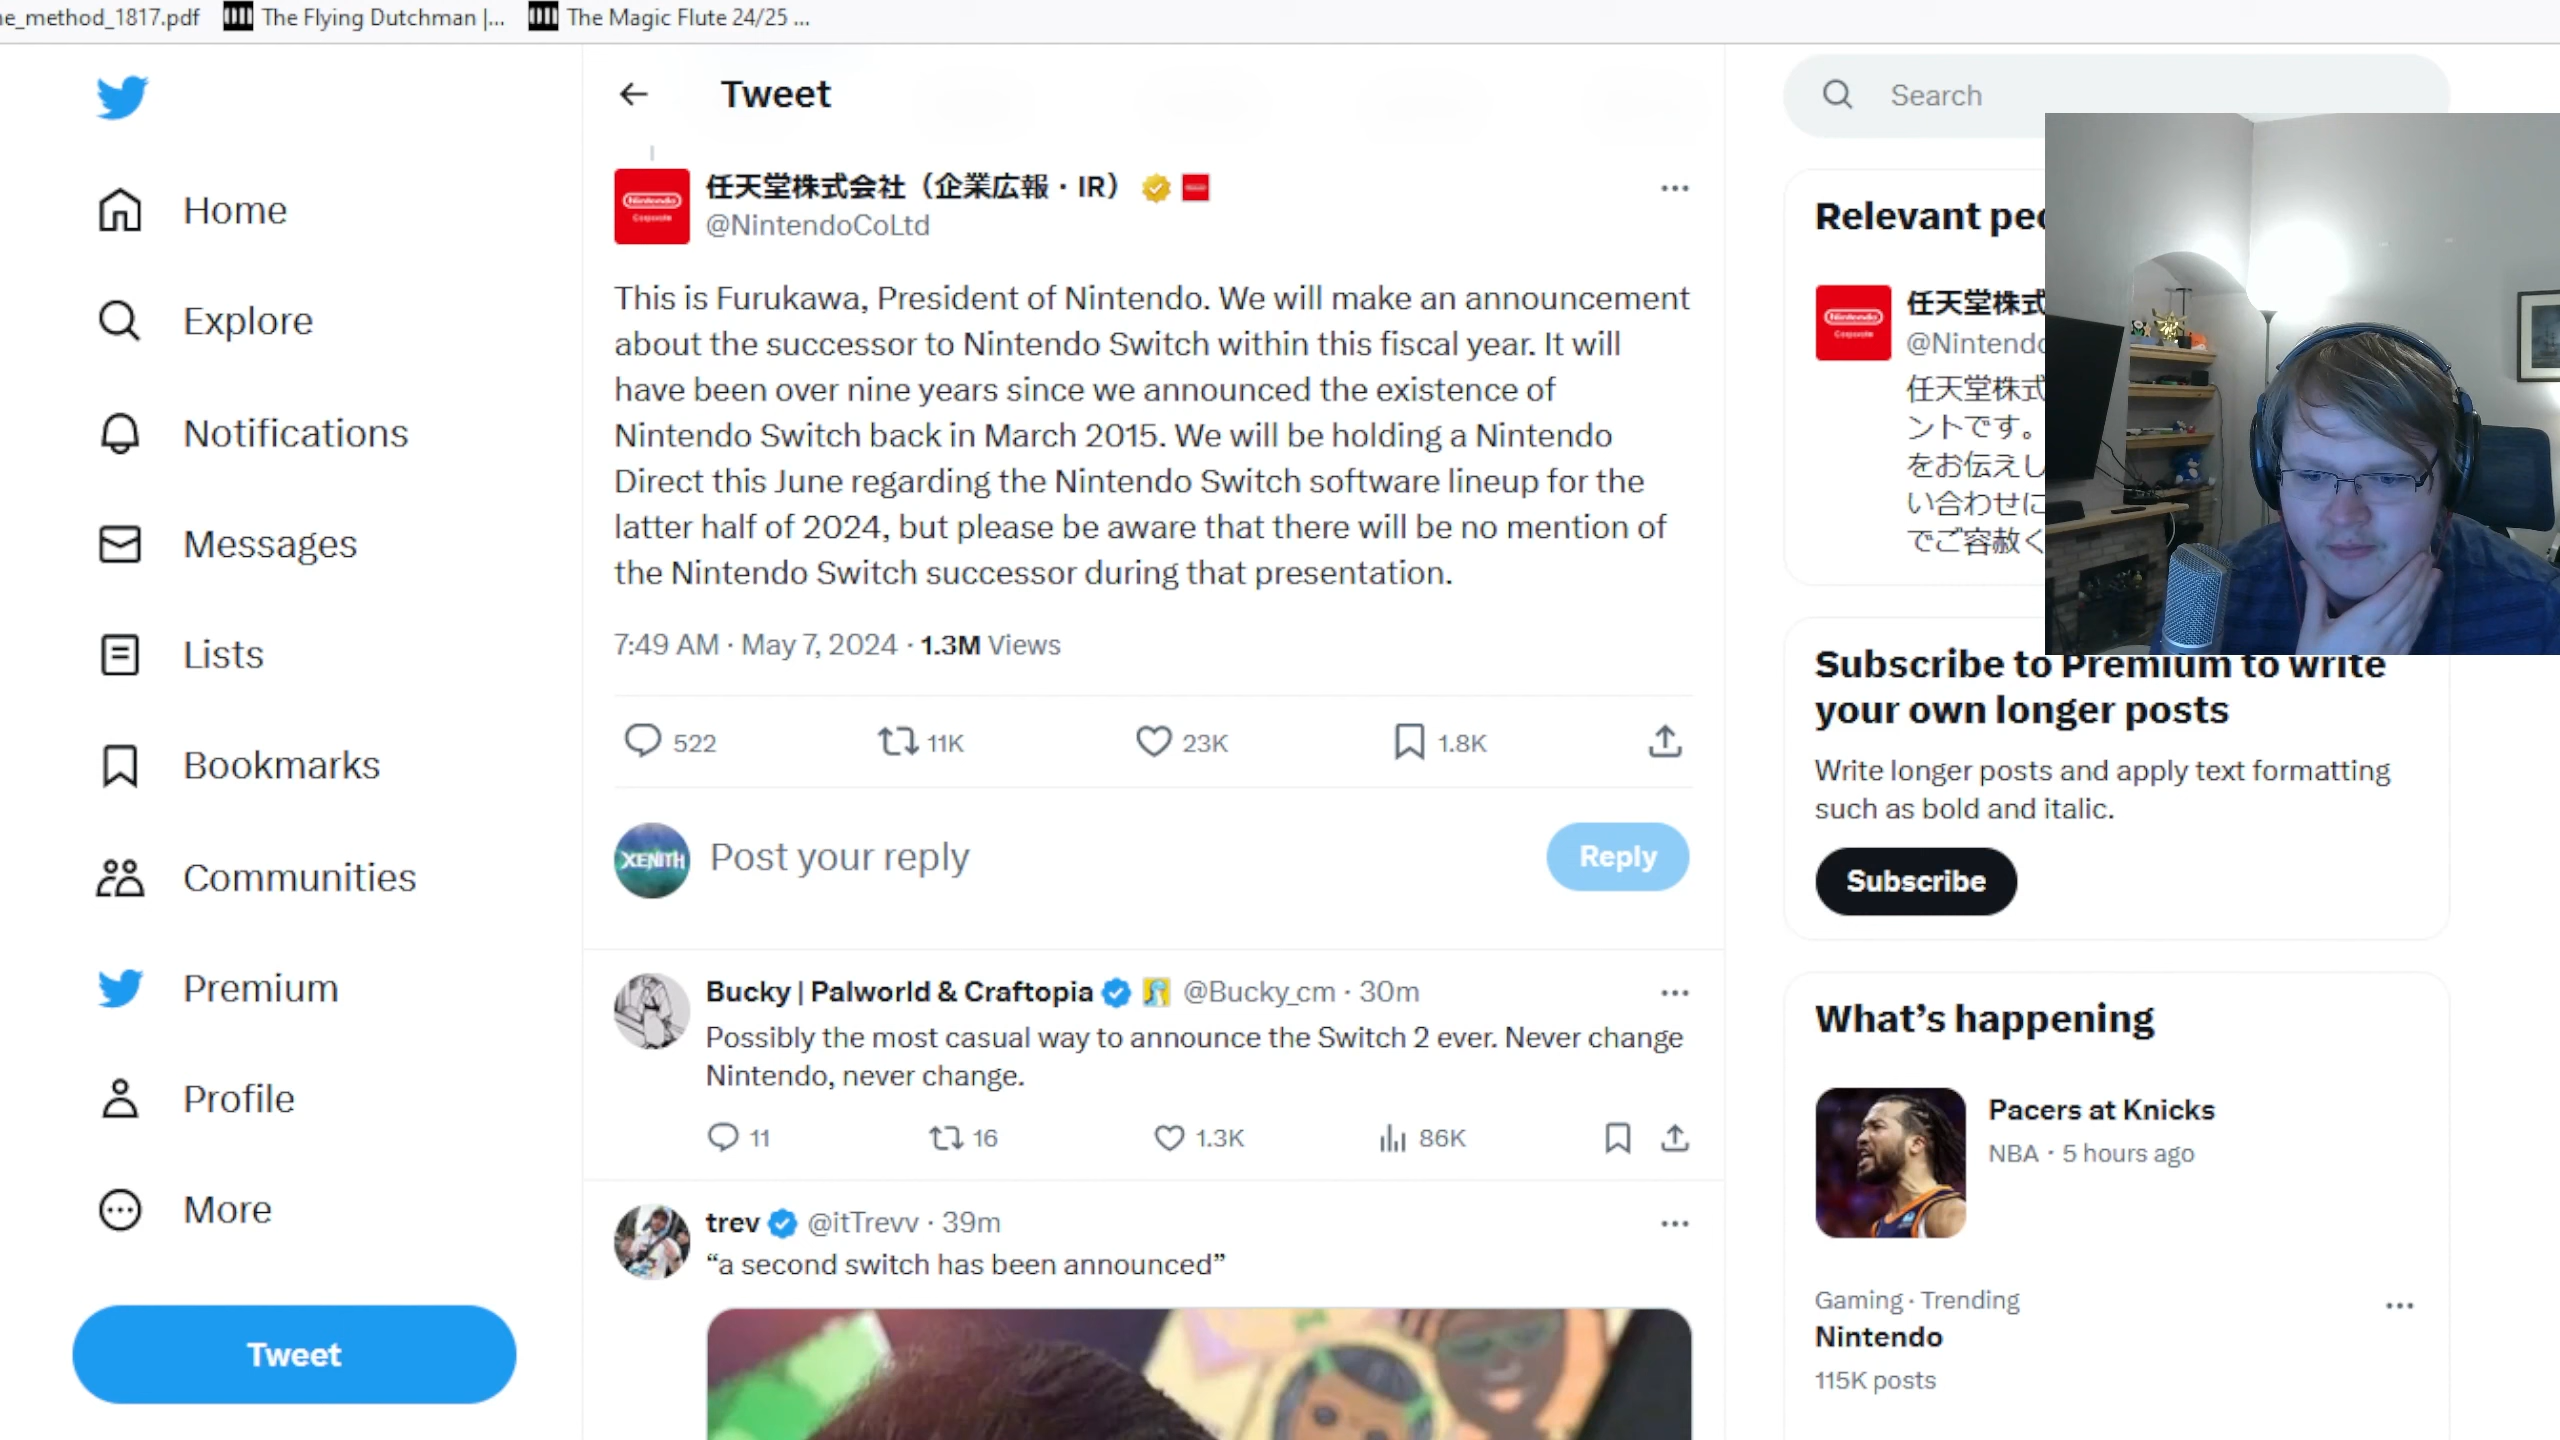 e_method_1817.pdf
The Flying Dutchman |...
The Magic Flute 24/25 ...
Home
Explore
Notifications
Messages
Lists
Bookmarks
Communities
Premium
Profile
More
Tweet
Tweet
Nintendo
Corporate
任天堂株式会社（企業広報・IR）
@NintendoCoLtd
This is Furukawa, President of Nintendo. We will make an announcement
about the successor to Nintendo Switch within this fiscal year. It will
have been over nine years since we announced the existence of
Nintendo Switch back in March 2015. We will be holding a Nintendo
Direct this June regarding the Nintendo Switch software lineup for the
latter half of 2024, but please be aware that there will be no mention of
the Nintendo Switch successor during that presentation.
7:49 AM · May 7, 2024 · 1.3M Views
522 11K 23K 1.8K
XENITH
Post your reply
Reply
Bucky | Palworld & Craftopia @Bucky_cm · 30m
Possibly the most casual way to announce the Switch 2 ever. Never change
Nintendo, never change.
11 16 1.3K 86K
trev @itTrevv · 39m
“a second switch has been announced”
Search
Relevant peo
Nintendo
Corporate
任天堂株式
@Nintendo
任天堂株式
ントです。
をお伝えし
い合わせに
でご容赦く
Subscribe to Premium to write
your own longer posts
Write longer posts and apply text formatting
such as bold and italic.
Subscribe
What’s happening
Pacers at Knicks
NBA · 5 hours ago
Gaming · Trending
Nintendo
115K posts